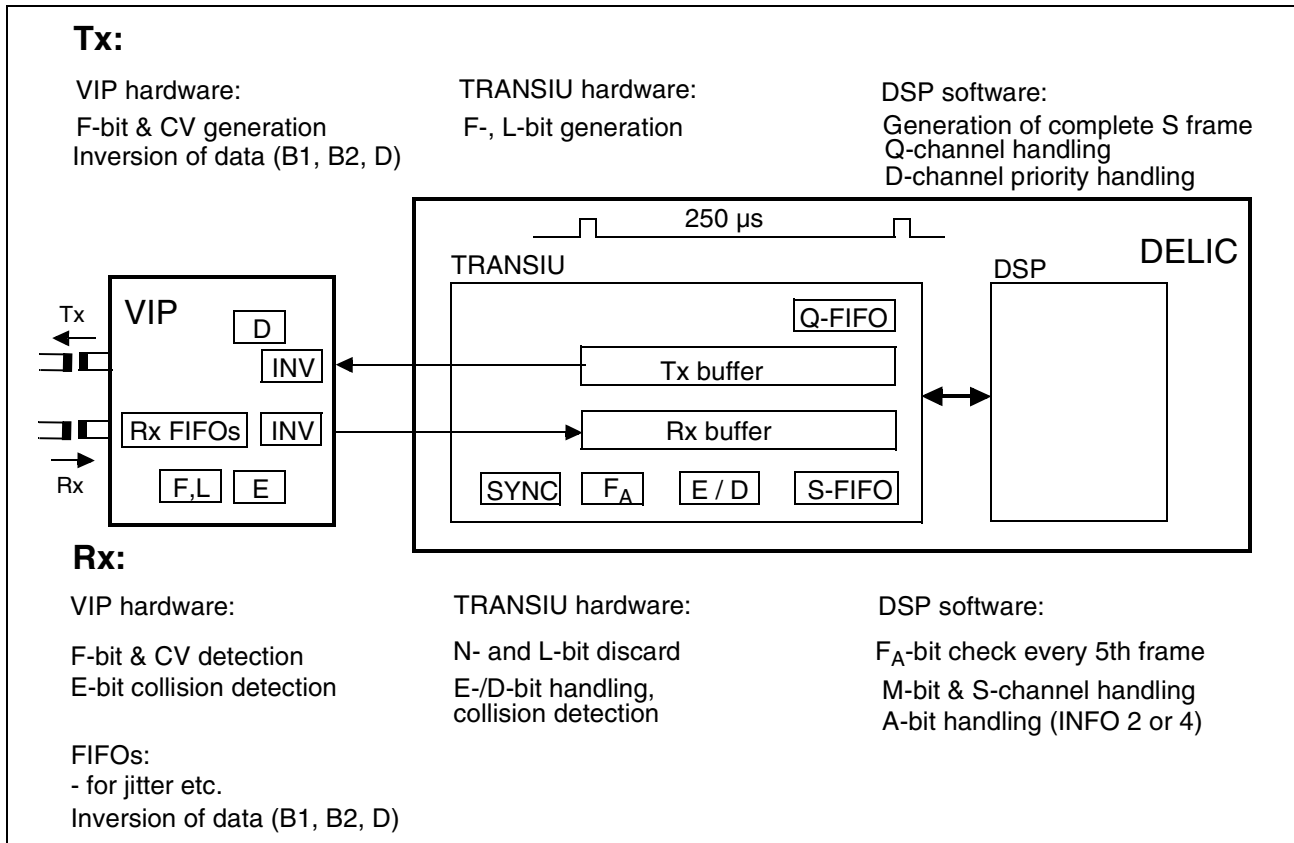 Tx:
VIP hardware:
F-bit & CV generation
Inversion of data (B1, B2, D)
TRANSIU hardware:
F-, L-bit generation
DSP software:
Generation of complete S frame
Q-channel handling
D-channel priority handling
250 µs
DELIC
TRANSIU
DSP
VIP
Tx
D
INV
Q-FIFO
Tx buffer
Rx FIFOs
INV
Rx buffer
Rx
F,L
E
SYNC
FA
E / D
S-FIFO
Rx:
VIP hardware:
F-bit & CV detection
E-bit collision detection
FIFOs:
- for jitter etc.
Inversion of data (B1, B2, D)
TRANSIU hardware:
N- and L-bit discard
E-/D-bit handling,
collision detection
DSP software:
FA-bit check every 5th frame
M-bit & S-channel handling
A-bit handling (INFO 2 or 4)